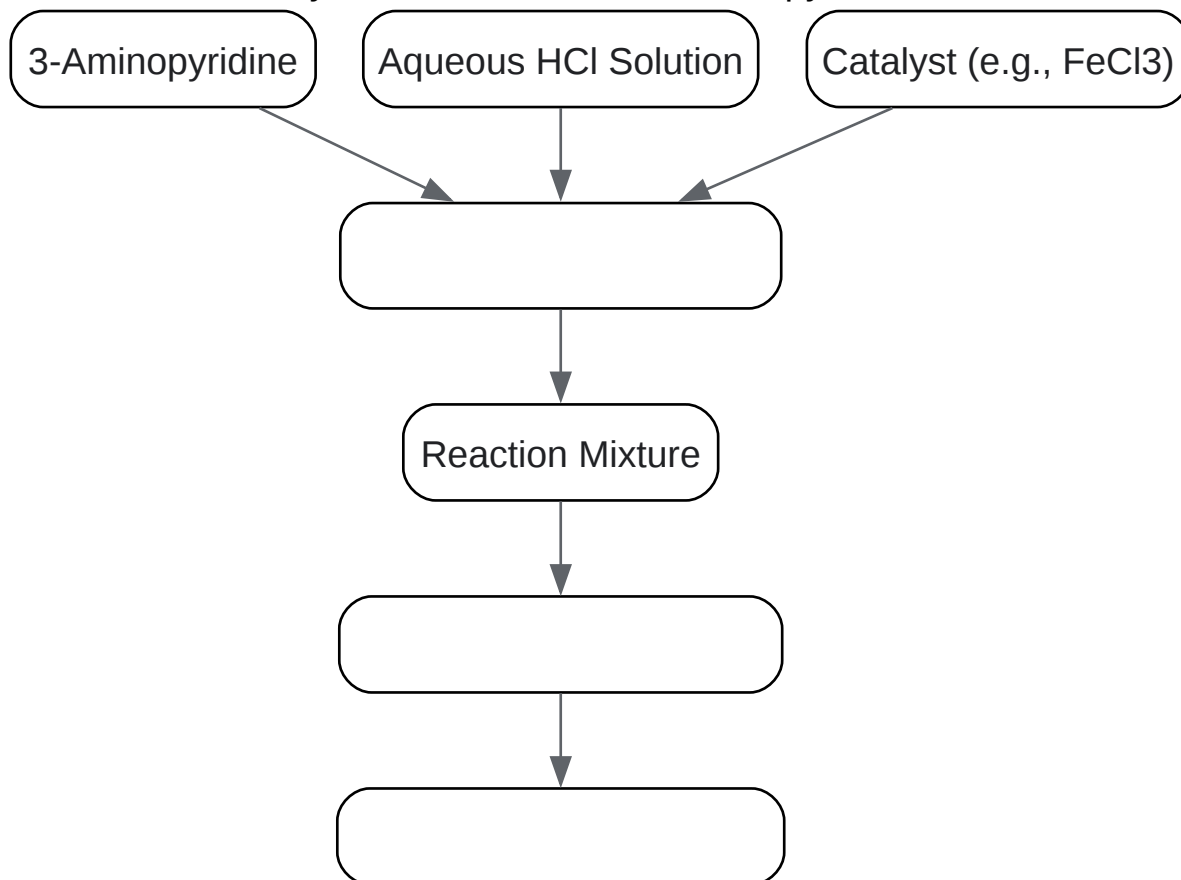 3-Aminopyridine
Aqueous HCl Solution
Catalyst (e.g., FeCl3)
Reaction Mixture